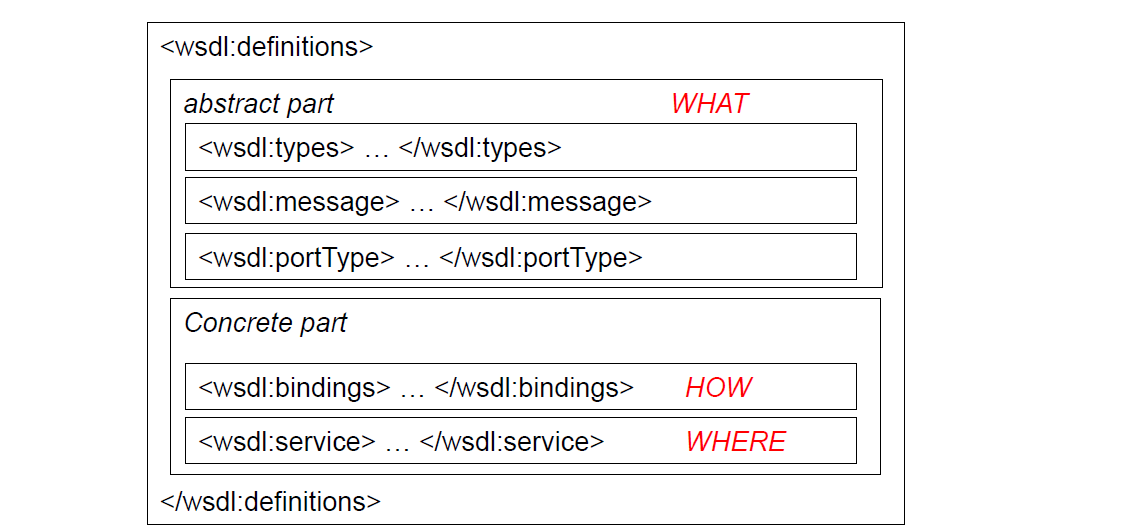 <wsdl:definitions>
abstract part WHAT
<wsdl:types> … </wsdl:types>
<wsdl:message> … </wsdl:message>
<wsdl:portType> … </wsdl:portType>
Concrete part
<wsdl:bindings> … </wsdl:bindings> HOW
<wsdl:service> … </wsdl:service> WHERE
</wsdl:definitions>